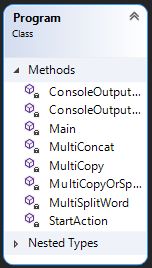 Program
Class
Methods
ConsoleOutput...
ConsoleOutput...
Main
MultiConcat
MultiCopy
MultiCopyOrSp...
MultiSplitWord
StartAction
Nested Types